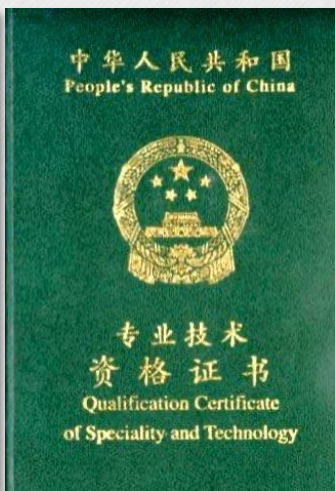 中华人民共和国
People's Republic of China
专业技术
资格证书
Qualification Certificate
of Speciality and Technology